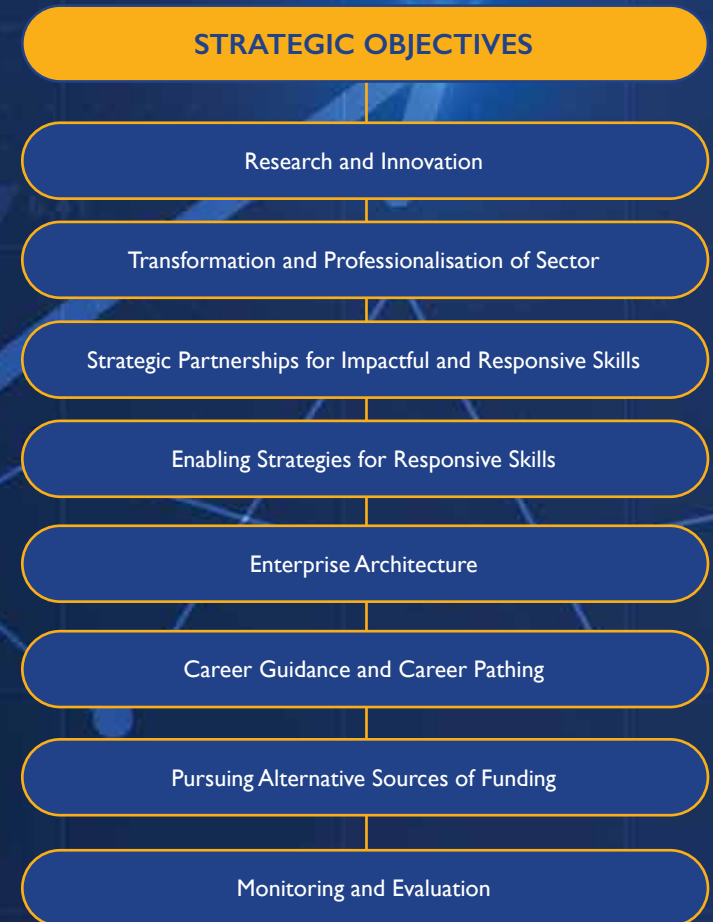 STRATEGIC OBJECTIVES
Research and Innovation
Transformation and Professionalisation of Sector
Strategic Partnerships for Impactful and Responsive Skills
Enabling Strategies for Responsive Skills
Enterprise Architecture
Career Guidance and Career Pathing
Pursuing Alternative Sources of Funding
Monitoring and Evaluation